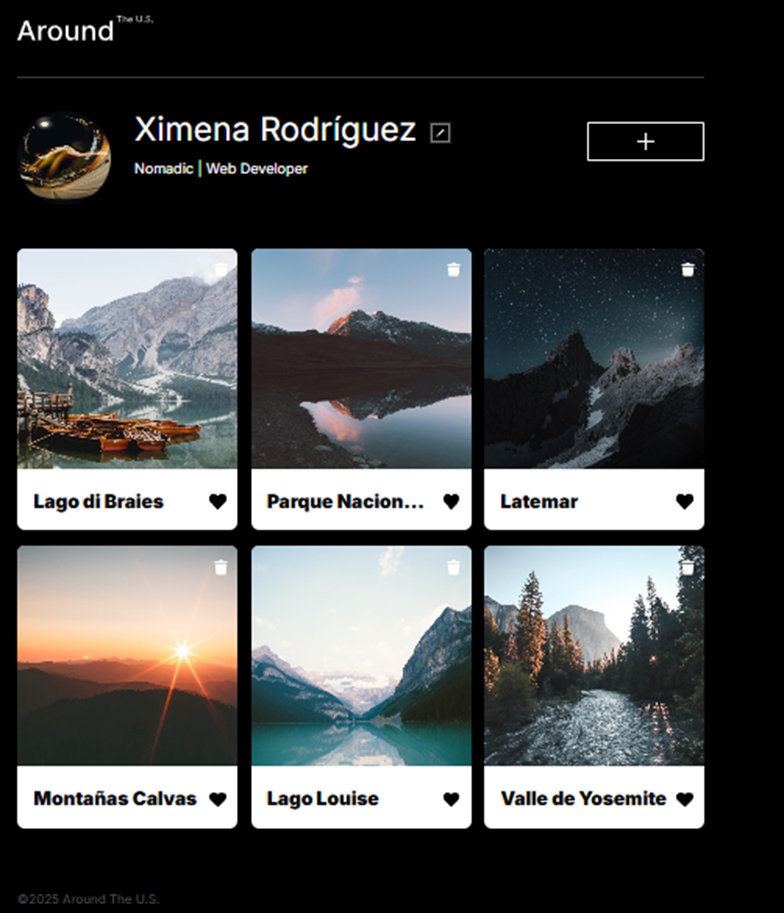 Around The U.S.
Ximena Rodríguez
Nomadic | Web Developer
Lago di Braies
Parque Nacion...
Latemar
Montañas Calvas
Lago Louise
Valle de Yosemite
©2025 Around The U.S.